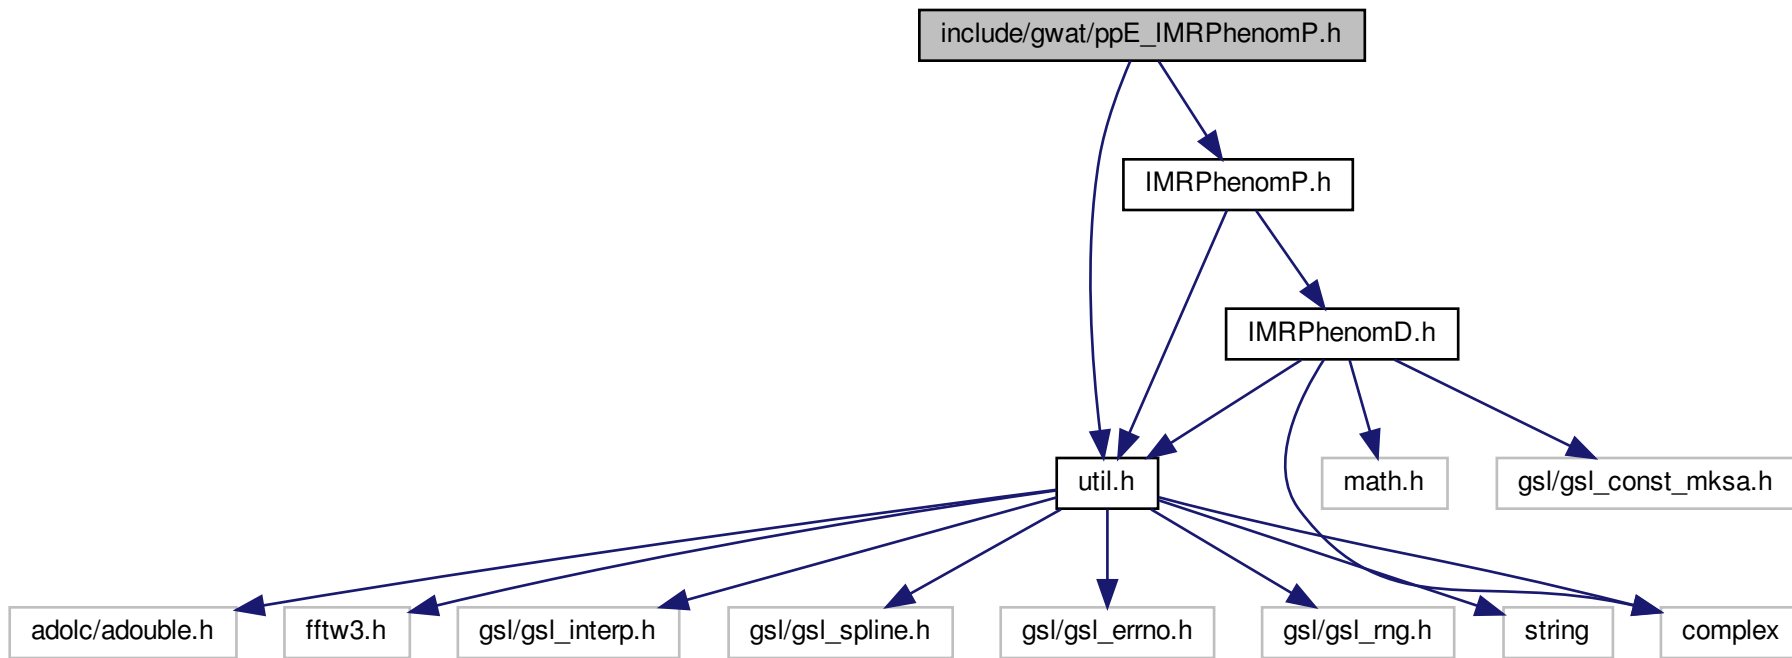 include/gwat/ppE_IMRPhenomP.h
IMRPhenomP.h
IMRPhenomD.h
util.h
math.h
gsl/gsl_const_mksa.h
adolc/adouble.h
fftw3.h
gsl/gsl_interp.h
gsl/gsl_spline.h
gsl/gsl_errno.h
gsl/gsl_rng.h
string
complex